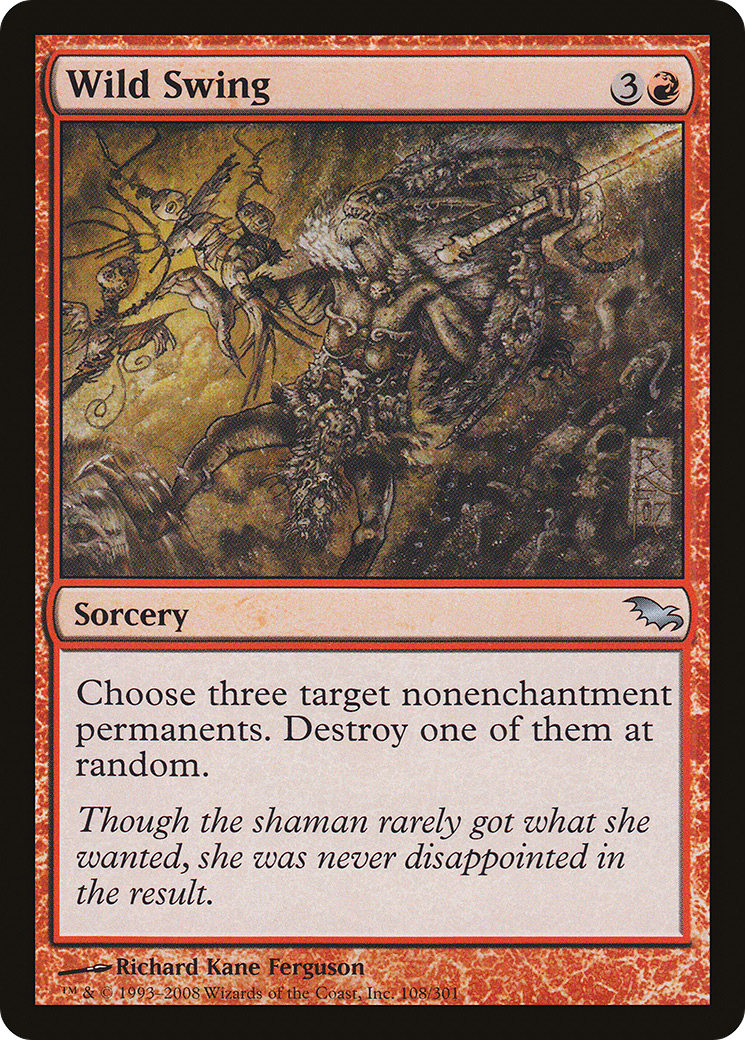 Wild Swing 3
Sorcery
Choose three target nonenchantment
permanents. Destroy one of them at
random.
Though the shaman rarely got what she
wanted, she was never disappointed in
the result.
Richard Kane Ferguson
™ & © 1993–2008 Wizards of the Coast, Inc. 108/301